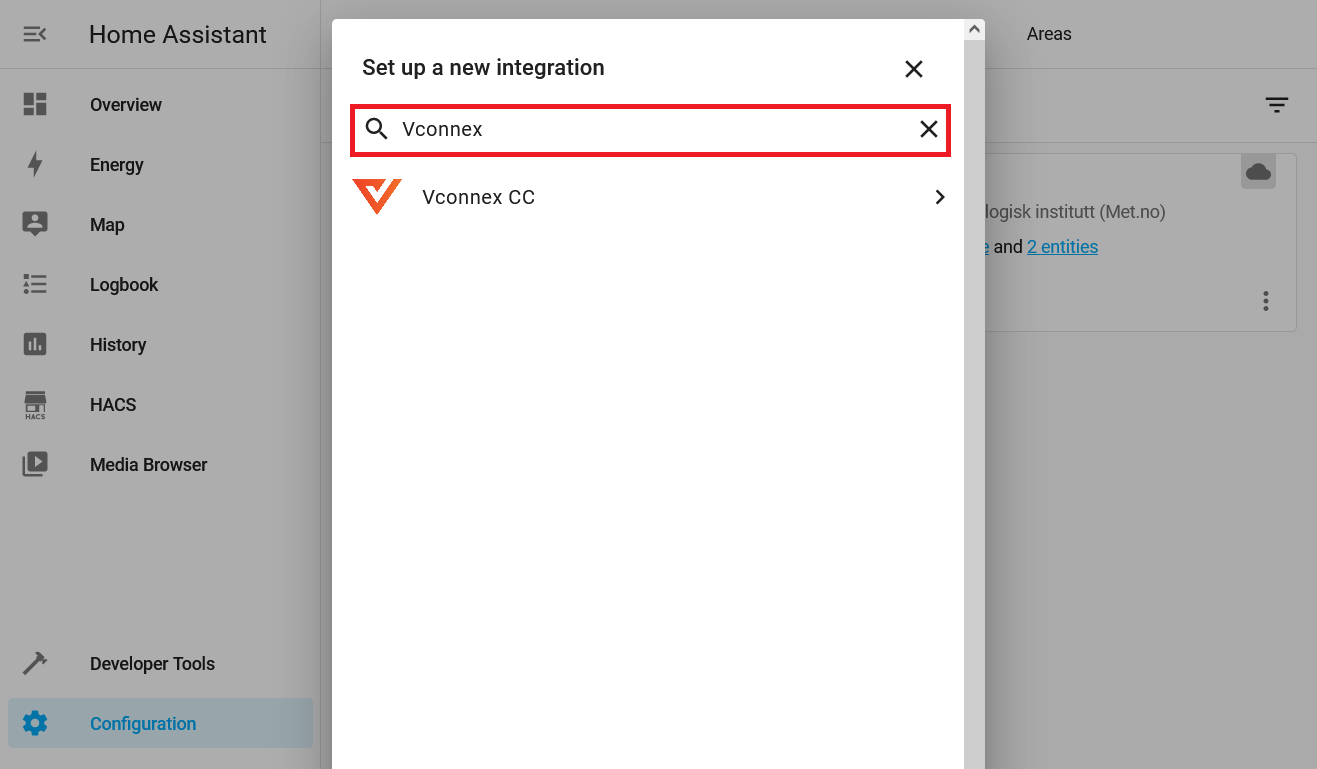 Home Assistant
Overview
Energy
Map
Logbook
History
HACS
HACS
Media Browser
Developer Tools
Configuration
Set up a new integration
Vconnex
Vconnex CC
Areas
logisk institutt (Met.no)
e and 2 entities